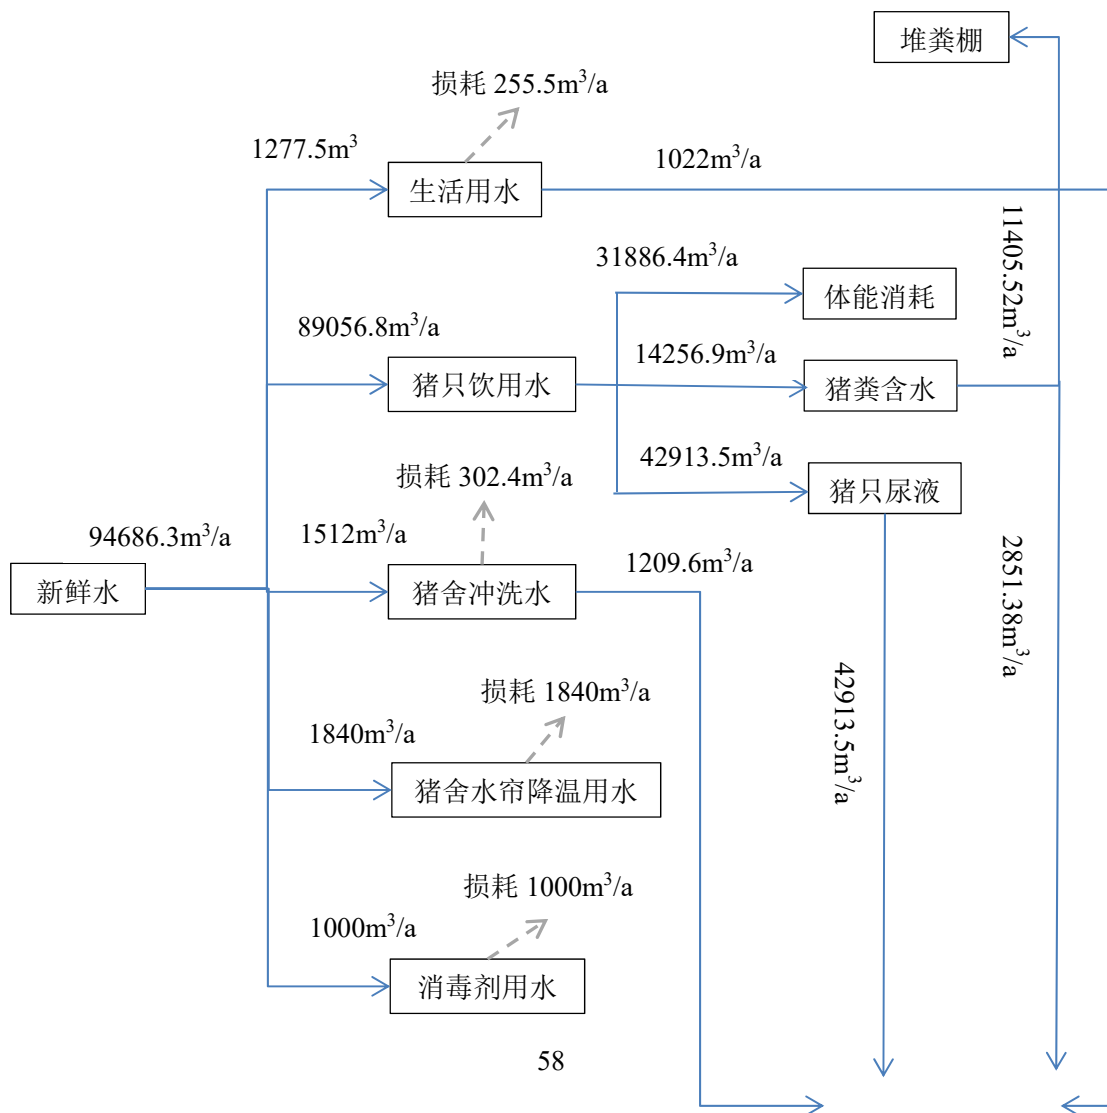 堆粪棚
损耗 255.5m³/a
1277.5m³
生活用水
1022m³/a
11405.52m³/a
31886.4m³/a
体能消耗
89056.8m³/a
猪只饮用水
14256.9m³/a
猪粪含水
42913.5m³/a
猪只尿液
损耗 302.4m³/a
94686.3m³/a
新鲜水
1512m³/a
猪舍冲洗水
1209.6m³/a
2851.38m³/a
42913.5m³/a
损耗 1840m³/a
1840m³/a
猪舍水帘降温用水
损耗 1000m³/a
1000m³/a
消毒剂用水
58